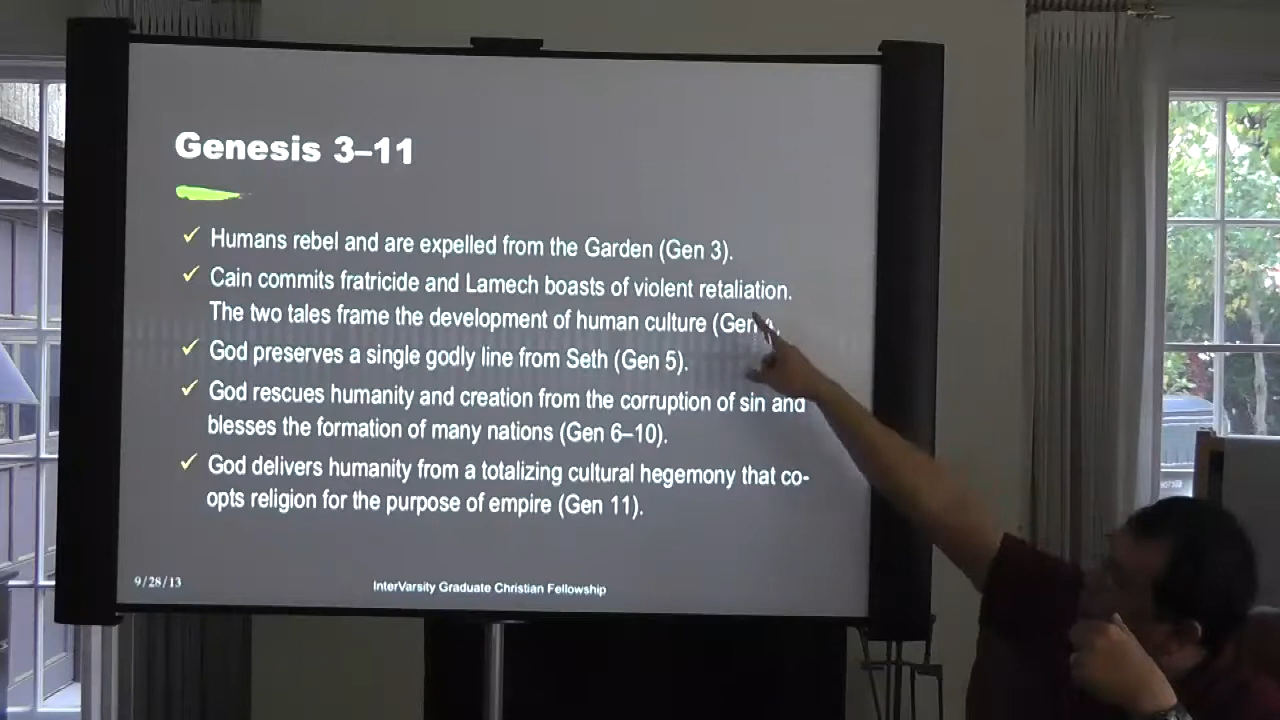 Genesis 3–11
✓ Humans rebel and are expelled from the Garden (Gen 3).
✓ Cain commits fratricide and Lamech boasts of violent retaliation.
The two tales frame the development of human culture (Gen
✓ God preserves a single godly line from Seth (Gen 5).
✓ God rescues humanity and creation from the corruption of sin and
blesses the formation of many nations (Gen 6–10).
✓ God delivers humanity from a totalizing cultural hegemony that co-
opts religion for the purpose of empire (Gen 11).
9/28/13
InterVarsity Graduate Christian Fellowship